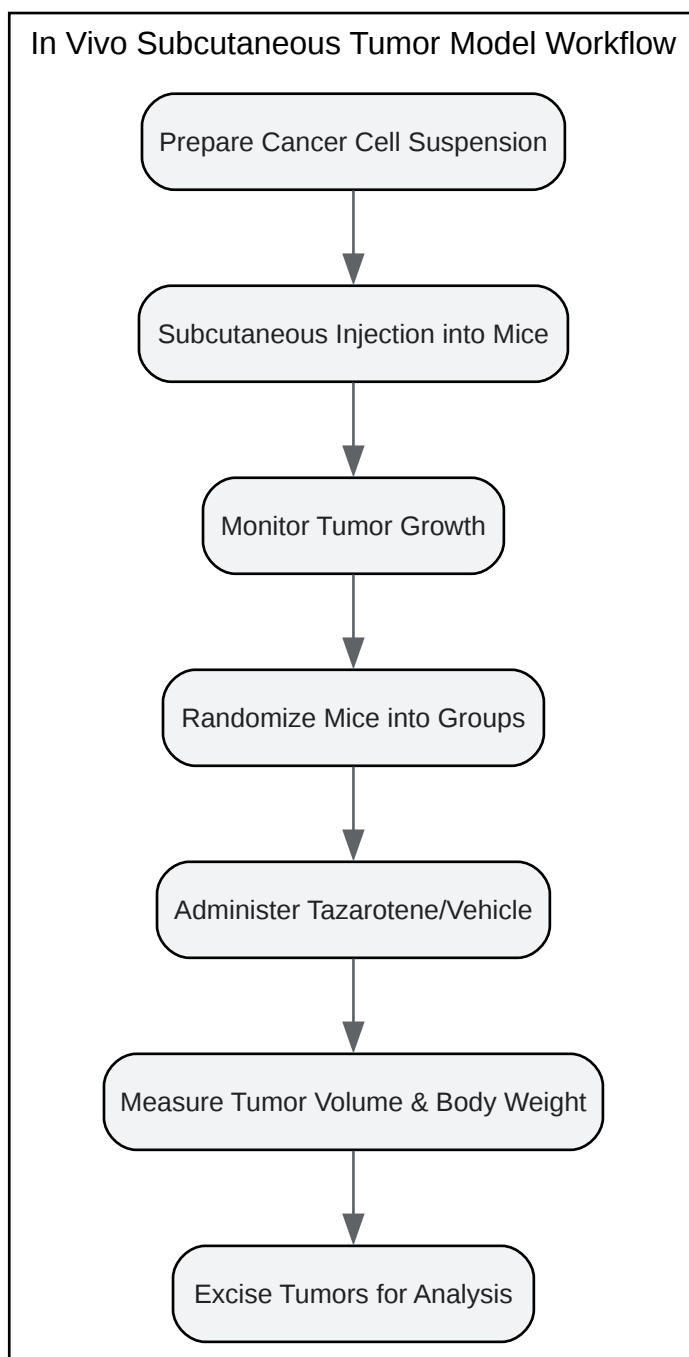 In Vivo Subcutaneous Tumor Model Workflow
Prepare Cancer Cell Suspension
Subcutaneous Injection into Mice
Monitor Tumor Growth
Randomize Mice into Groups
Administer Tazarotene/Vehicle
Measure Tumor Volume & Body Weight
Excise Tumors for Analysis